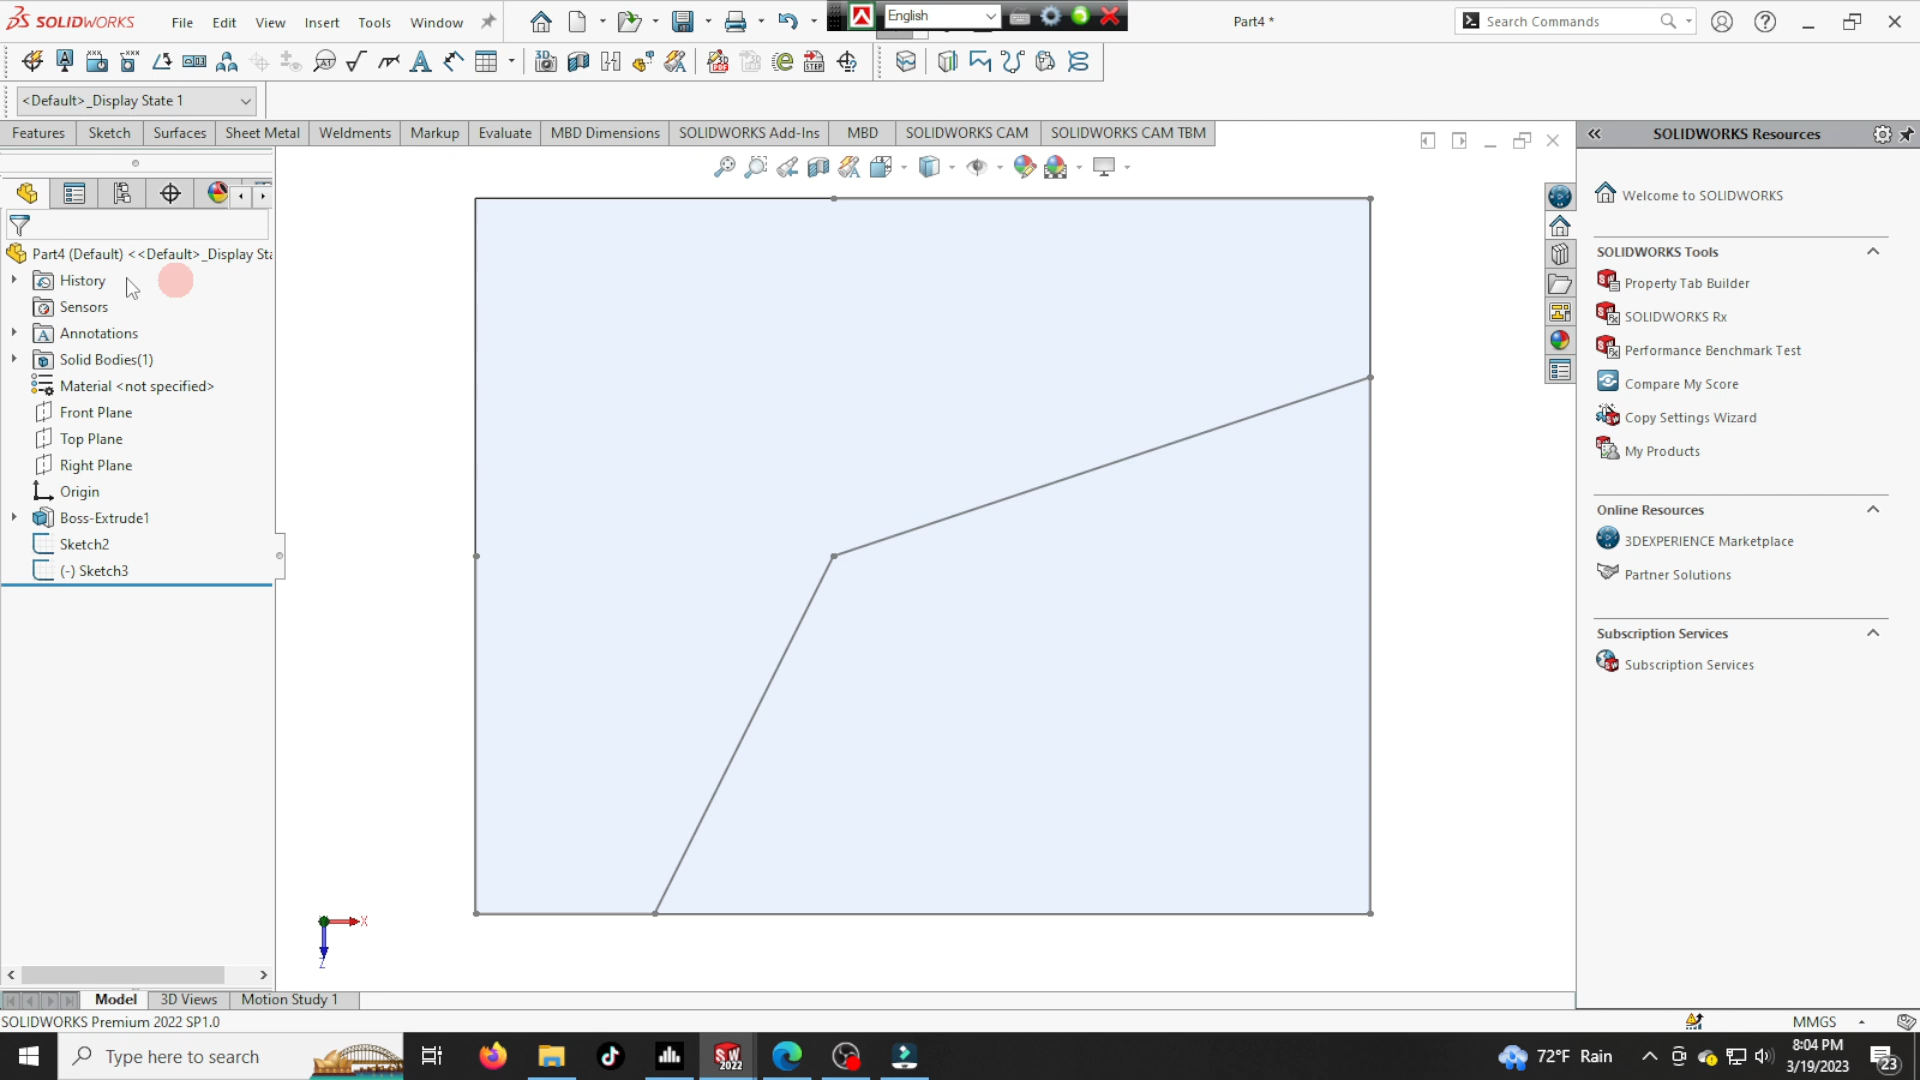 SOLIDWORKS File Edit View Insert Tools Window English Part4 * Search Commands
<Default>_Display State 1
Features Sketch Surfaces Sheet Metal Weldments Markup Evaluate MBD Dimensions SOLIDWORKS Add-Ins MBD SOLIDWORKS CAM SOLIDWORKS CAM TBM
SOLIDWORKS Resources
Part4 (Default) <<Default>_Display Sta
History
Sensors
Annotations
Solid Bodies(1)
Material <not specified>
Front Plane
Top Plane
Right Plane
Origin
Boss-Extrude1
Sketch2
(-) Sketch3
X
Z
Welcome to SOLIDWORKS
SOLIDWORKS Tools
Property Tab Builder
SOLIDWORKS Rx
Performance Benchmark Test
Compare My Score
Copy Settings Wizard
My Products
Online Resources
3DEXPERIENCE Marketplace
Partner Solutions
Subscription Services
Subscription Services
Model 3D Views Motion Study 1
SOLIDWORKS Premium 2022 SP1.0 MMGS
Type here to search
SW 2022
72°F Rain
8:04 PM
3/19/2023
23